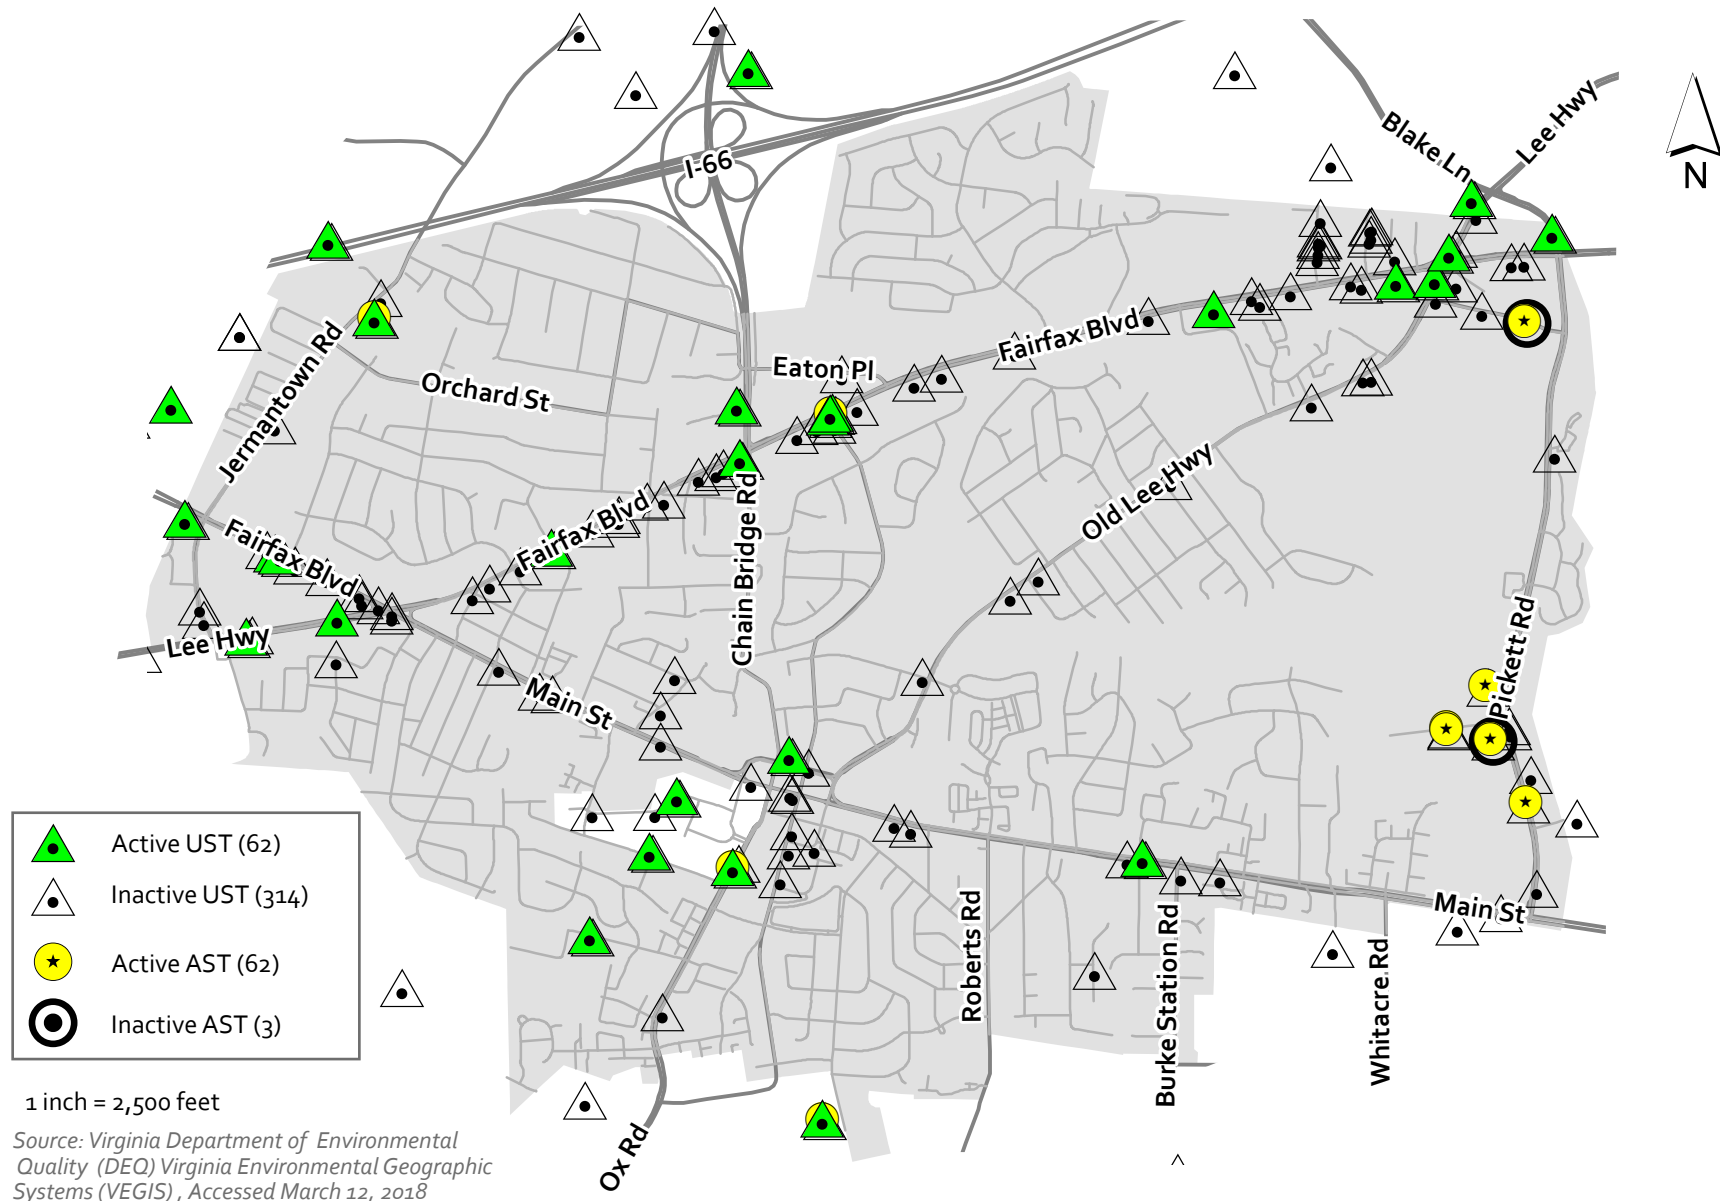 I-66
Blake Ln
Lee Hwy
N
Jermantown Rd
Orchard St
Eaton Pl
Fairfax Blvd
Fairfax Blvd
Fairfax Blvd
Chain Bridge Rd
Old Lee Hwy
Lee Hwy
Main St
Pickett Rd
Main St
Roberts Rd
Burke Station Rd
Whitacre Rd
Ox Rd
Active UST (62)
Inactive UST (314)
Active AST (62)
Inactive AST (3)
1 inch = 2,500 feet
Source: Virginia Department of Environmental
Quality (DEQ) Virginia Environmental Geographic
Systems (VEGIS) , Accessed March 12, 2018